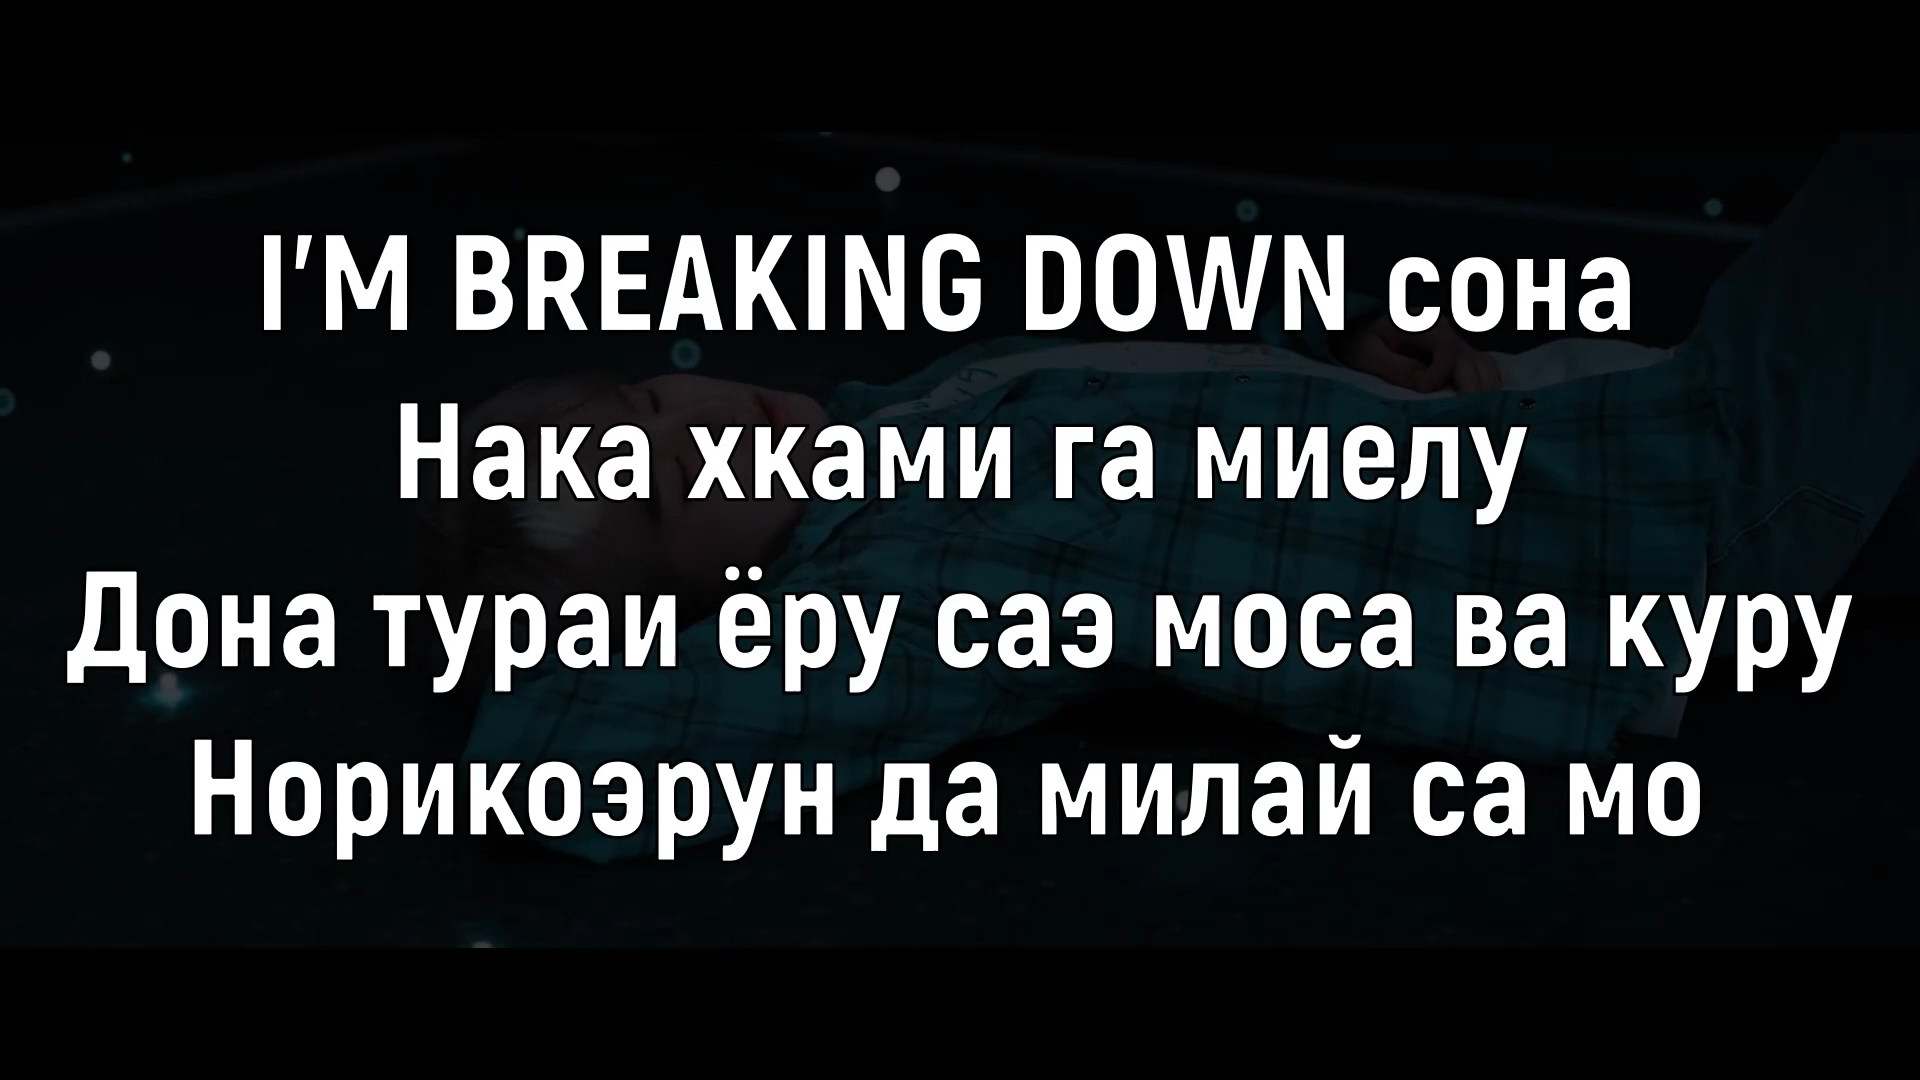 I'M BREAKING DOWN сона
Нака хками га миелу
Дона тураи ёру саэ моса ва куру
Норикоэрун да милай са мо